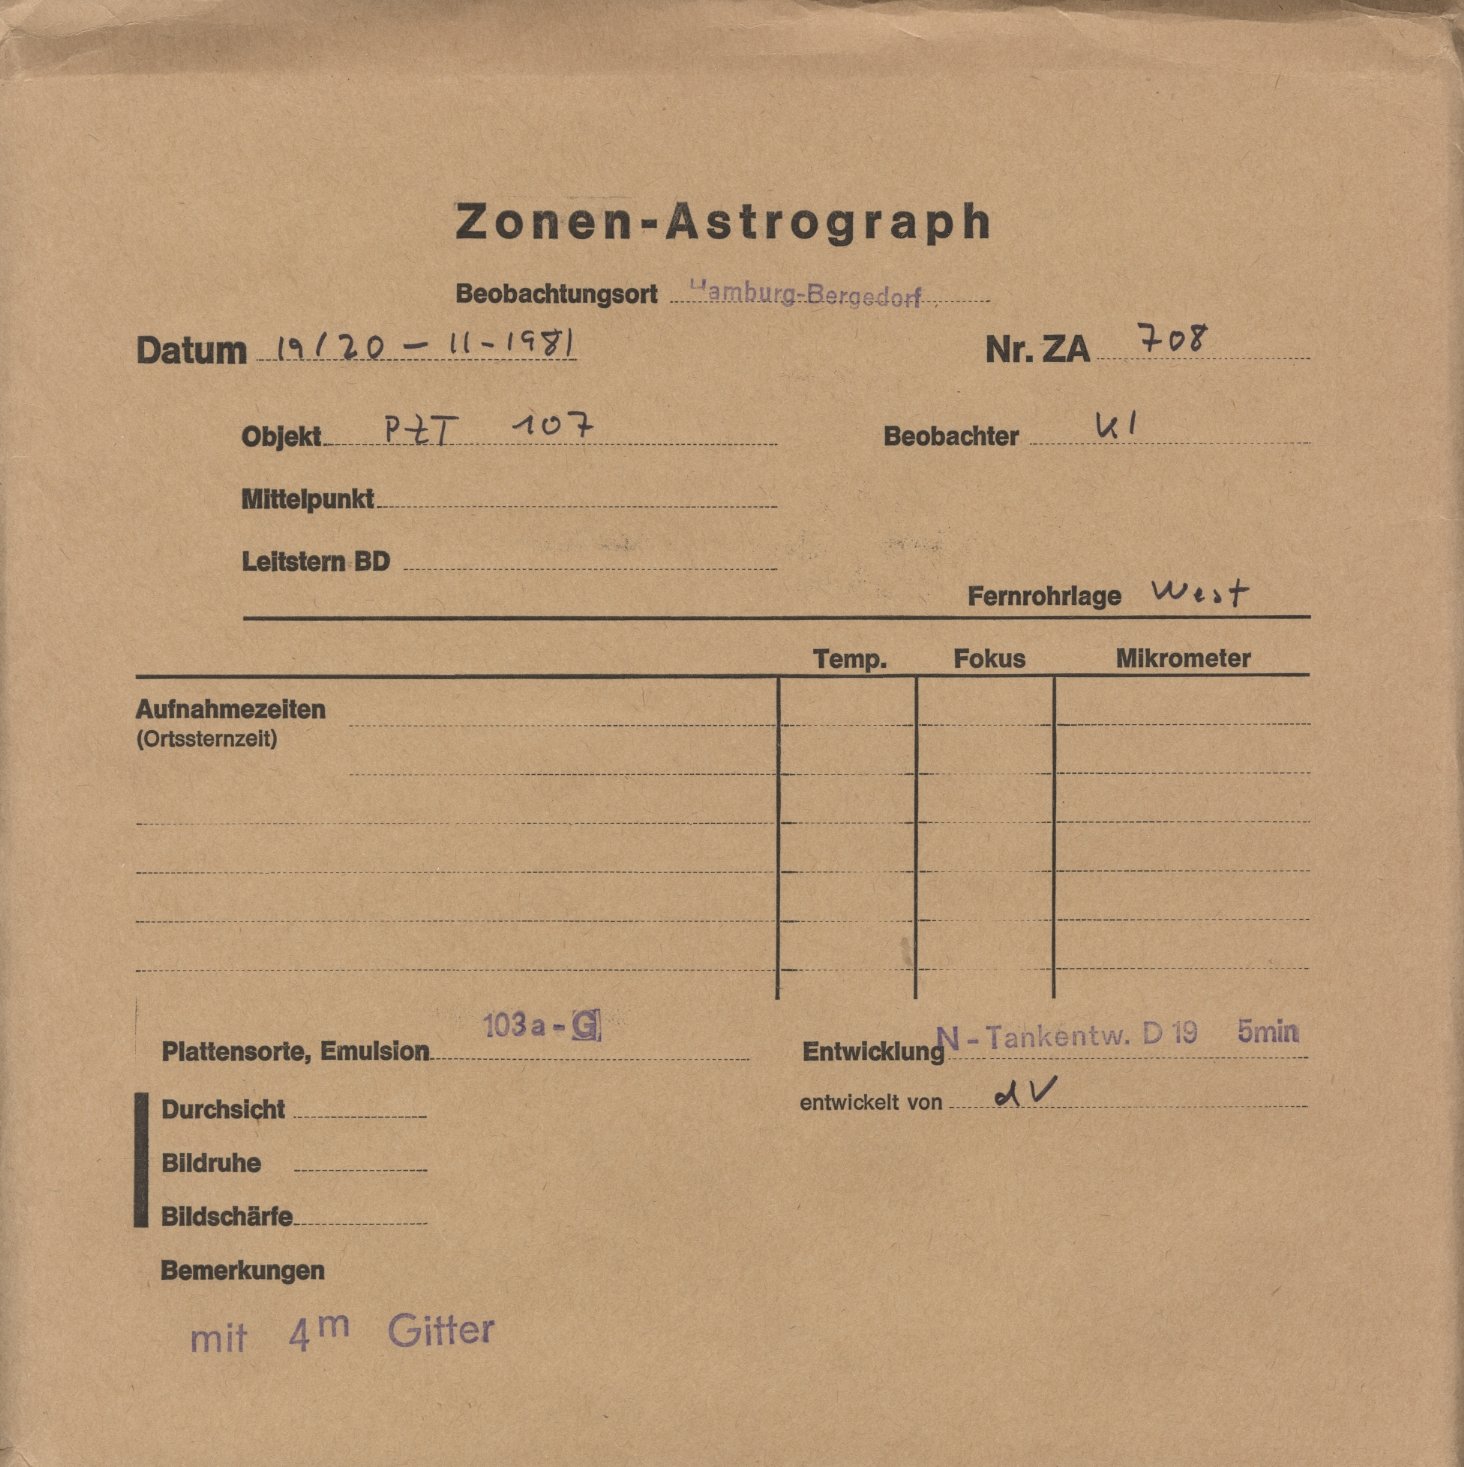 Zonen-Astrograph
Beobachtungsort Hamburg-Bergedorf
Datum 19/20 - 11 - 1981 Nr. ZA 708
Objekt PZT 107 Beobachter Kl
Mittelpunkt
Leitstern BD
Fernrohrlage West
Temp. Fokus Mikrometer
Aufnahmezeiten
(Ortssternzeit)
103a-G
Plattensorte, Emulsion Entwicklung N-Tankentw. D 19 5min
Durchsicht entwickelt von dV
Bildruhe
Bildschärfe
Bemerkungen
mit 4m Gitter